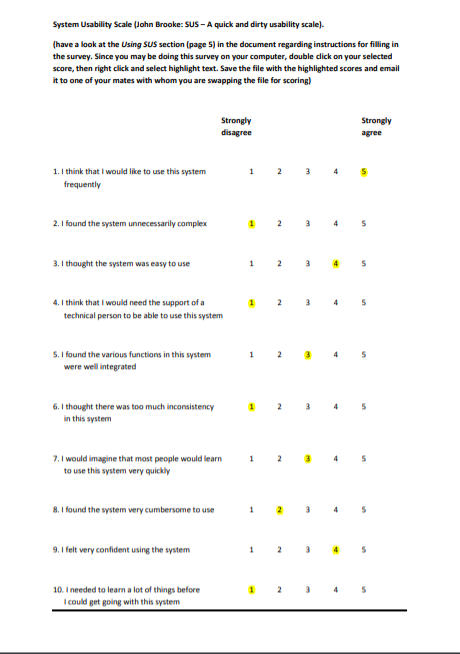 System Usability Scale (John Brooke: SUS – A quick and dirty usability scale).
(have a look at the Using SUS section (page 5) in the document regarding instructions for filling in
the survey. Since you may be doing this survey on your computer, double click on your selected
score, then right click and select highlight text. Save the file with the highlighted scores and email
it to one of your mates with whom you are swapping the file for scoring)
Strongly Strongly
disagree agree
1. I think that I would like to use this system 1 2 3 4 5
frequently
2. I found the system unnecessarily complex 1 2 3 4 5
3. I thought the system was easy to use 1 2 3 4 5
4. I think that I would need the support of a 1 2 3 4 5
technical person to be able to use this system
5. I found the various functions in this system 1 2 3 4 5
were well integrated
6. I thought there was too much inconsistency 1 2 3 4 5
in this system
7. I would imagine that most people would learn 1 2 3 4 5
to use this system very quickly
8. I found the system very cumbersome to use 1 2 3 4 5
9. I felt very confident using the system 1 2 3 4 5
10. I needed to learn a lot of things before 1 2 3 4 5
I could get going with this system